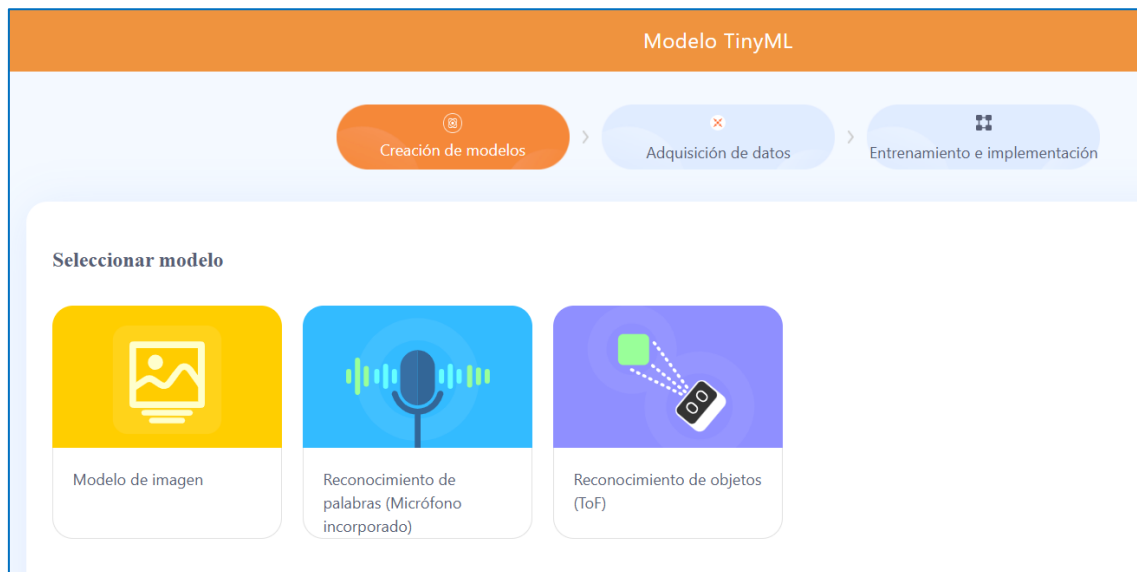 Modelo TinyML
Creación de modelos
Adquisición de datos
Entrenamiento e implementación
Seleccionar modelo
Modelo de imagen
Reconocimiento de
palabras (Micrófono
incorporado)
Reconocimiento de objetos
(ToF)